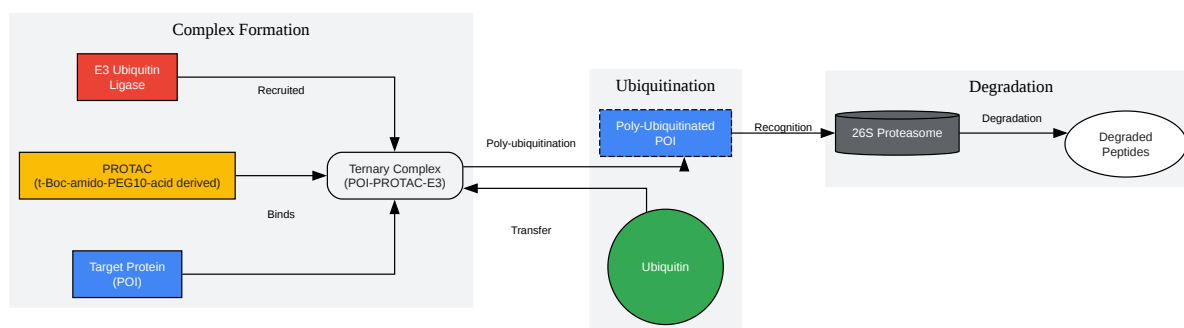 Complex Formation
E3 Ubiquitin
Ligase
Recruited
PROTAC
(t-Boc-amido-PEG10-acid derived)
Binds
Target Protein
(POI)
Ternary Complex
(POI-PROTAC-E3)
Poly-ubiquitination
Transfer
Ubiquitination
Poly-Ubiquitinated
POI
Ubiquitin
Recognition
Degradation
26S Proteasome
Degradation
Degraded
Peptides